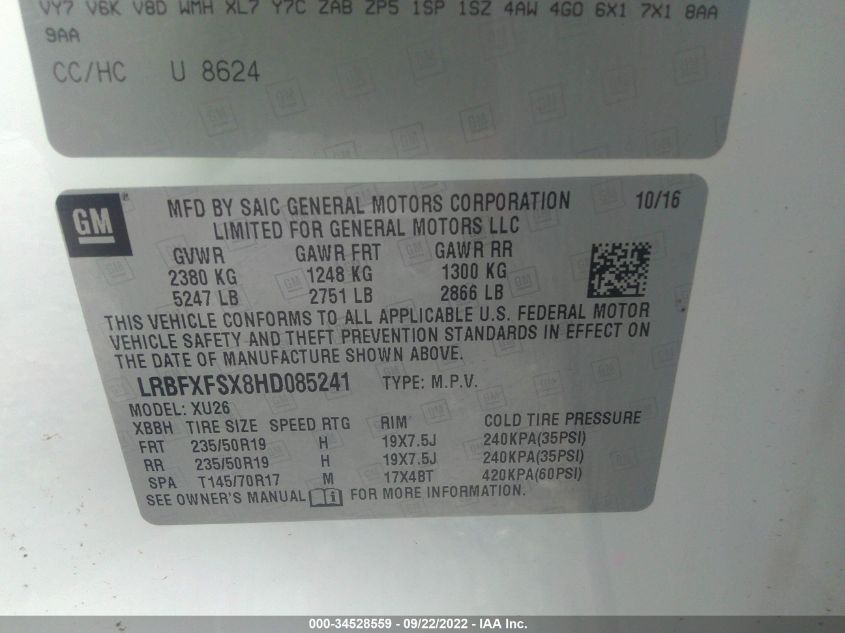 VY7 V6K V8D WMH XL7 Y7C ZAB ZP5 1SP 1SZ 4AW 4GO 6X1 7X1 8AA
9AA
CC/HC U 8624
GM
MFD BY SAIC GENERAL MOTORS CORPORATION 10/16
LIMITED FOR GENERAL MOTORS LLC
GVWR GAWR FRT GAWR RR
2380 KG 1248 KG 1300 KG
5247 LB 2751 LB 2866 LB
THIS VEHICLE CONFORMS TO ALL APPLICABLE U.S. FEDERAL MOTOR
VEHICLE SAFETY AND THEFT PREVENTION STANDARDS IN EFFECT ON
THE DATE OF MANUFACTURE SHOWN ABOVE.
LRBFXFSX8HD085241 TYPE: M.P.V.
MODEL: XU26
XBBH TIRE SIZE SPEED RTG RIM COLD TIRE PRESSURE
FRT 235/50R19 H 19X7.5J 240KPA(35PSI)
RR 235/50R19 H 19X7.5J 240KPA(35PSI)
SPA T145/70R17 M 17X4BT 420KPA(60PSI)
SEE OWNER'S MANUAL FOR MORE INFORMATION.
000-34528559 - 09/22/2022 - IAA Inc.